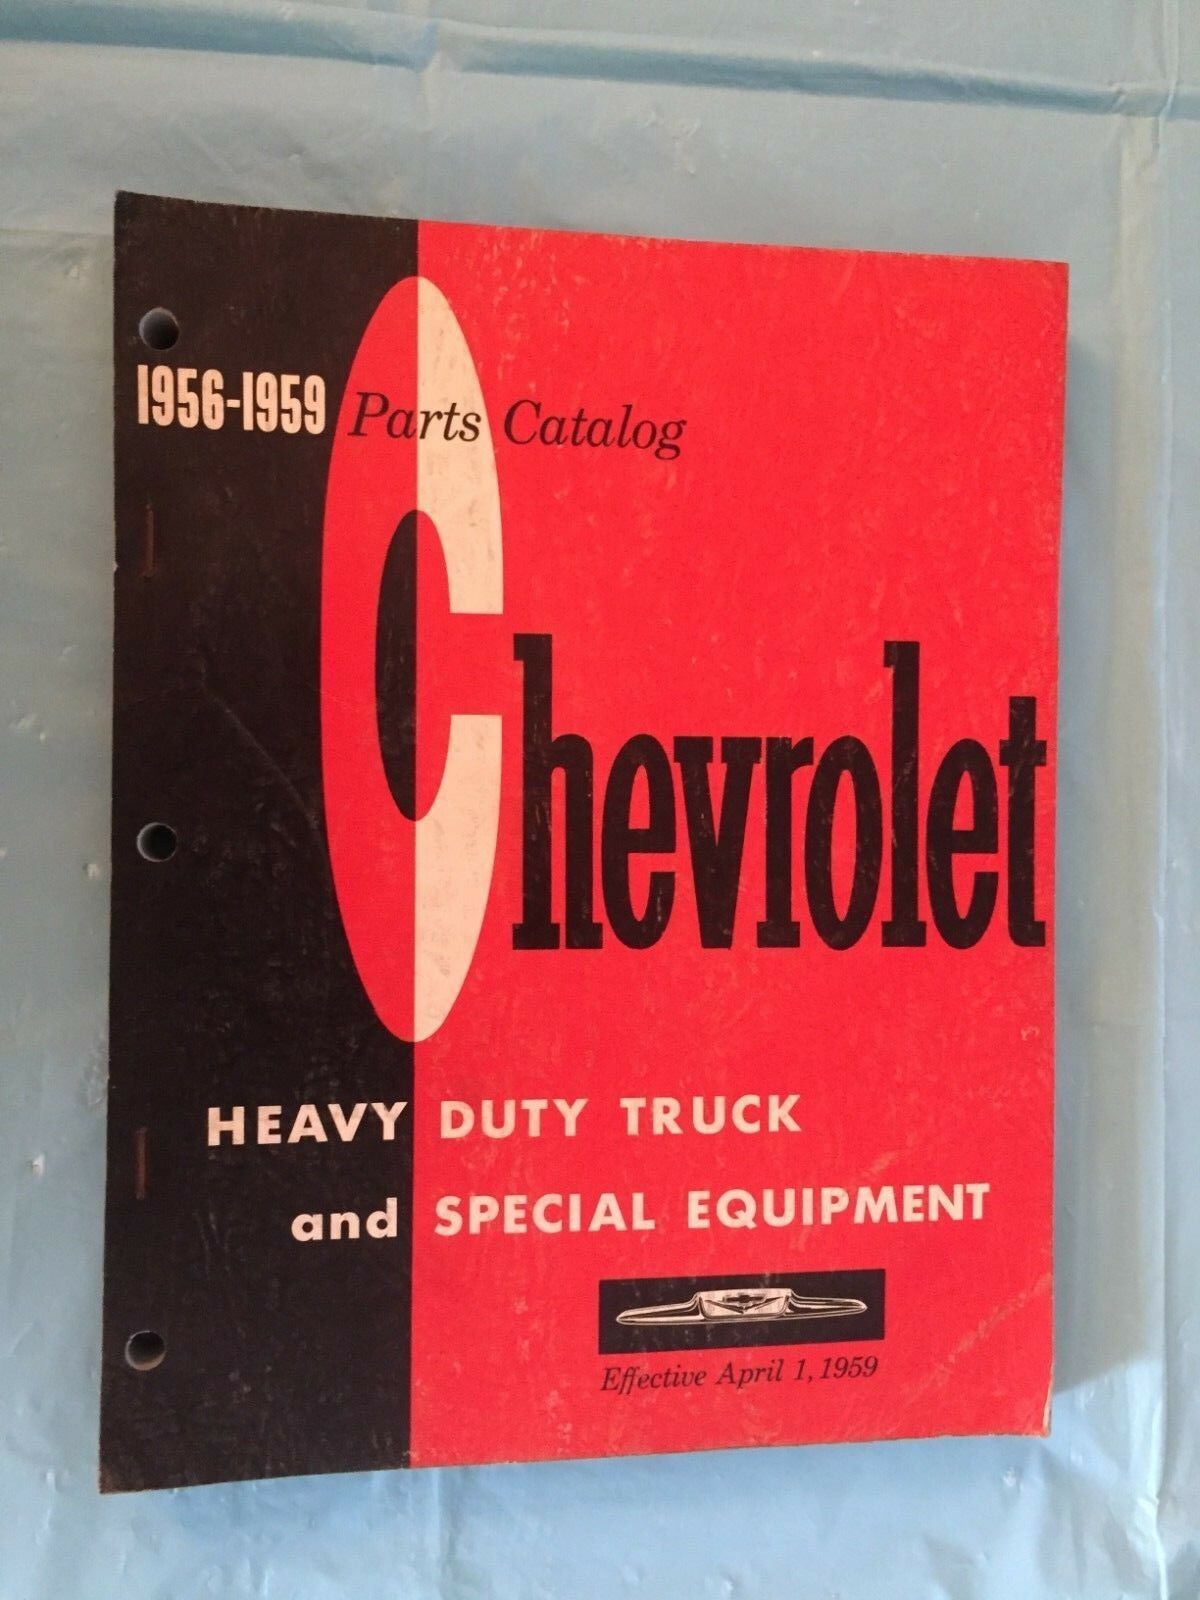 1956-1959 Parts Catalog
Chevrolet
HEAVY DUTY TRUCK
and SPECIAL EQUIPMENT
Effective April 1, 1959